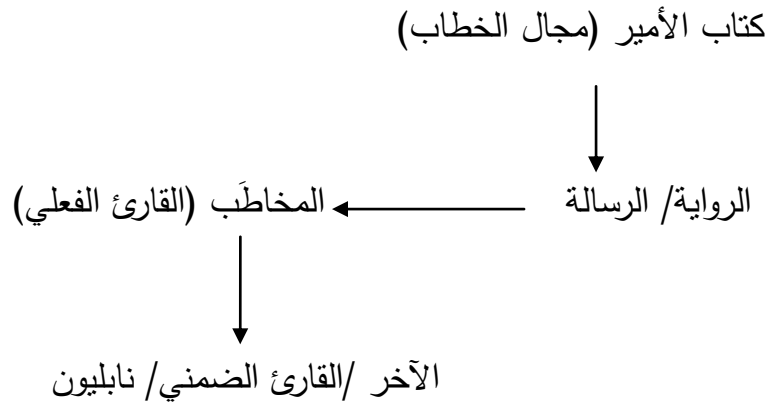 كتاب الأمير (مجال الخطاب)
الرواية/ الرسالة
المخاطَب (القارئ الفعلي)
الآخر /القارئ الضمني/ نابليون